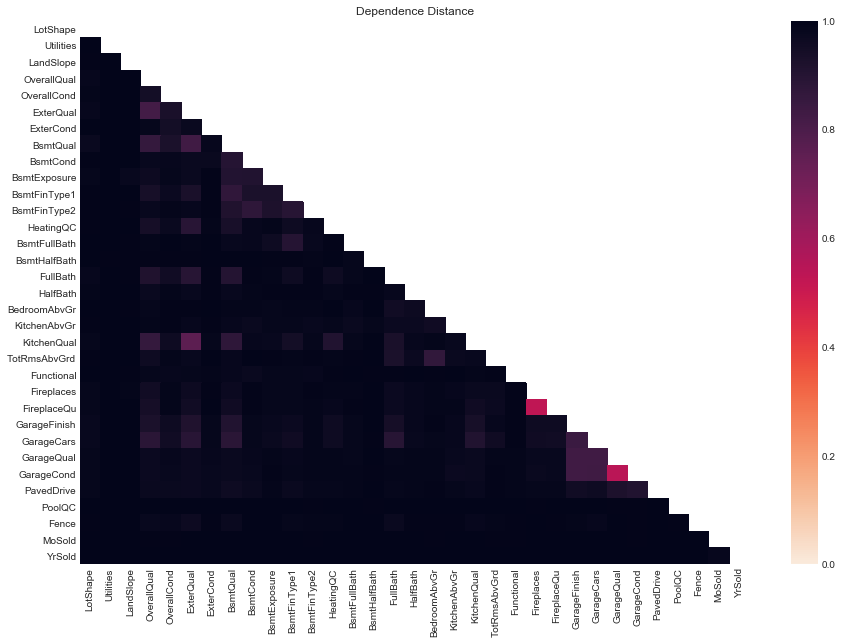 Dependence Distance
LotShape
Utilities
LandSlope
OverallQual
OverallCond
ExterQual
ExterCond
BsmtQual
BsmtCond
BsmtExposure
BsmtFinType1
BsmtFinType2
HeatingQC
BsmtFullBath
BsmtHalfBath
FullBath
HalfBath
BedroomAbvGr
KitchenAbvGr
KitchenQual
TotRmsAbvGrd
Functional
Fireplaces
FireplaceQu
GarageFinish
GarageCars
GarageQual
GarageCond
PavedDrive
PoolQC
Fence
MoSold
YrSold
LotShape
Utilities
LandSlope
OverallQual
OverallCond
ExterQual
ExterCond
BsmtQual
BsmtCond
BsmtExposure
BsmtFinType1
BsmtFinType2
HeatingQC
BsmtFullBath
BsmtHalfBath
FullBath
HalfBath
BedroomAbvGr
KitchenAbvGr
KitchenQual
TotRmsAbvGrd
Functional
Fireplaces
FireplaceQu
GarageFinish
GarageCars
GarageQual
GarageCond
PavedDrive
PoolQC
Fence
MoSold
YrSold
1.0
0.8
0.6
0.4
0.2
0.0